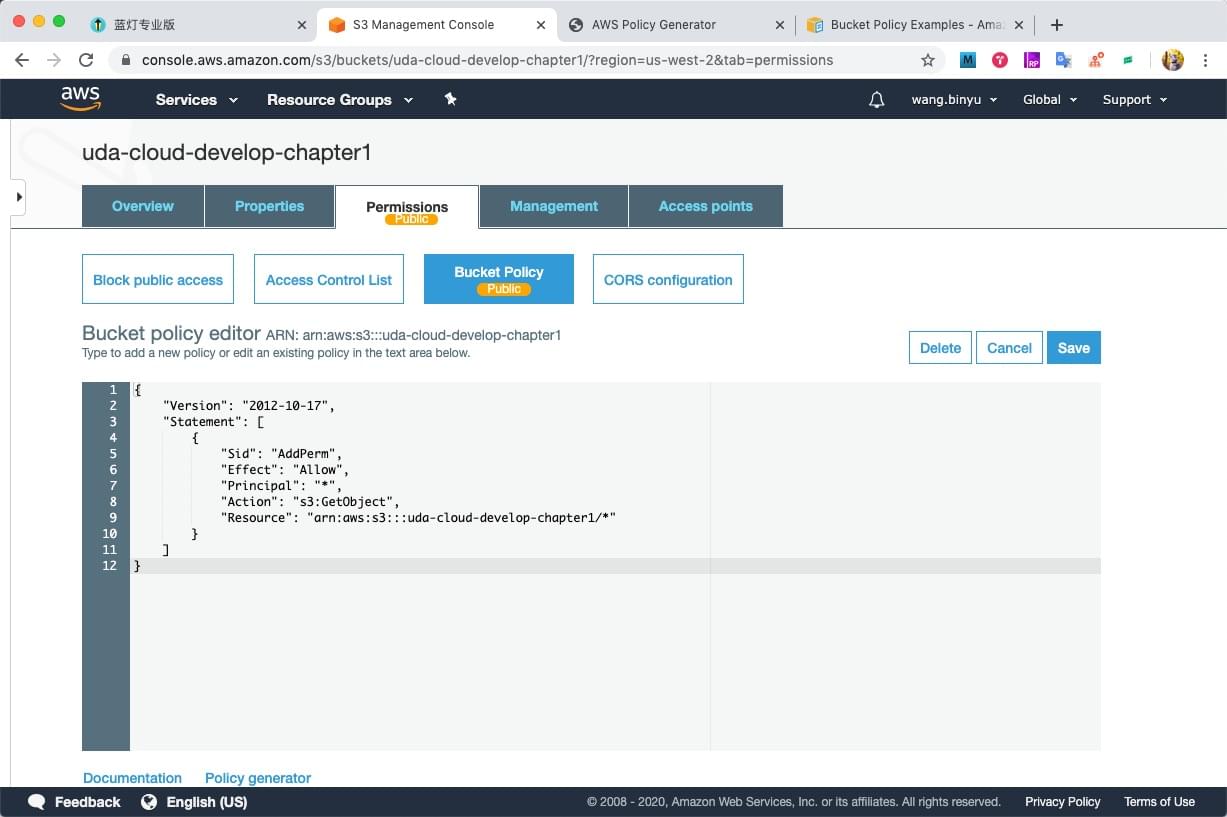 蓝灯专业版
S3 Management Console
AWS Policy Generator
Bucket Policy Examples - Ama
console.aws.amazon.com/s3/buckets/uda-cloud-develop-chapter1/?region=us-west-2&tab=permissions
aws
Services
Resource Groups
wang.binyu
Global
Support
uda-cloud-develop-chapter1
Overview
Properties
Permissions
Public
Management
Access points
Block public access
Access Control List
Bucket Policy
Public
CORS configuration
Bucket policy editor ARN: arn:aws:s3:::uda-cloud-develop-chapter1
Type to add a new policy or edit an existing policy in the text area below.
Delete
Cancel
Save
1 {
2 "Version": "2012-10-17",
3 "Statement": [
4 {
5 "Sid": "AddPerm",
6 "Effect": "Allow",
7 "Principal": "*",
8 "Action": "s3:GetObject",
9 "Resource": "arn:aws:s3:::uda-cloud-develop-chapter1/*"
10 }
11 ]
12 }
Documentation
Policy generator
Feedback
English (US)
© 2008 - 2020, Amazon Web Services, Inc. or its affiliates. All rights reserved.
Privacy Policy
Terms of Use